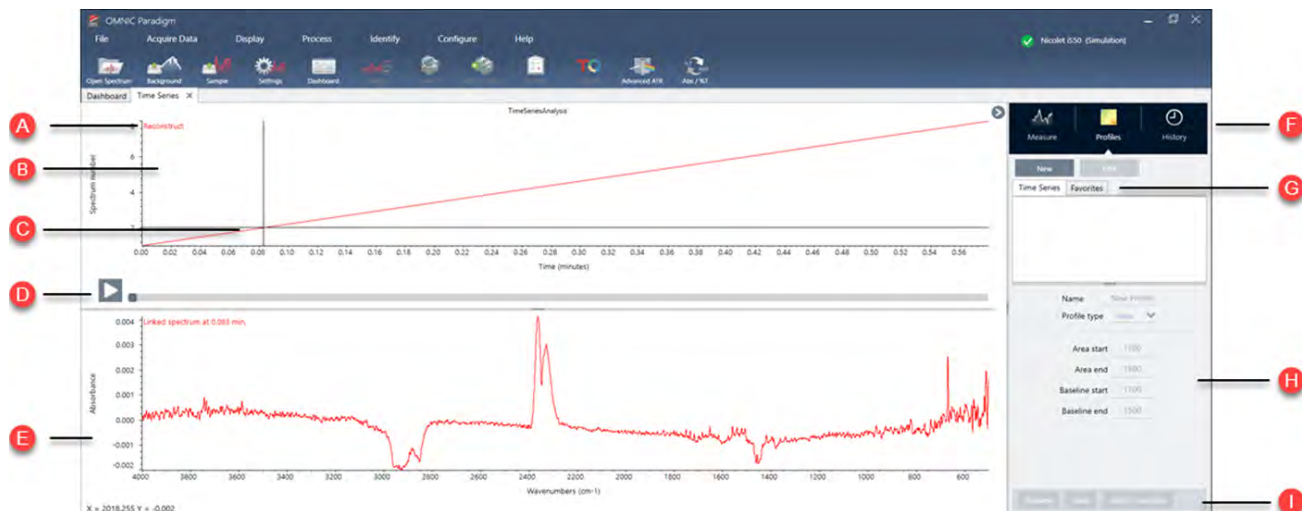 OMNIC Paradigm
File Acquire Data Display Process Identify Configure Help
Nicolet iS50 (Simulation)
Open Spectrum Background Sample Settings Dashboard Advanced ATR Abs / %T
Dashboard Time Series X
TimeSeriesAnalysis
A
Reconstruct
8
6
4
2
Spectrum number
B
C
0.00 0.02 0.04 0.06 0.08 0.10 0.12 0.14 0.16 0.18 0.20 0.22 0.24 0.26 0.28 0.30 0.32 0.34 0.36 0.38 0.40 0.42 0.44 0.46 0.48 0.50 0.52 0.54 0.56
Time (minutes)
D
Linked spectrum at 0.083 min.
0.004
0.003
0.002
0.001
0.000
-0.001
-0.002
Absorbance
E
4000 3800 3600 3400 3200 3000 2800 2600 2400 2200 2000 1800 1600 1400 1200 1000 800 600
Wavenumbers (cm-1)
X = 2018.255 Y = -0.002
Measure Profiles History
F
New Edit
Time Series Favorites
G
Name New Profile
Profile type
Area start 1100
Area end 1500
Baseline start 1100
Baseline end 1500
H
I